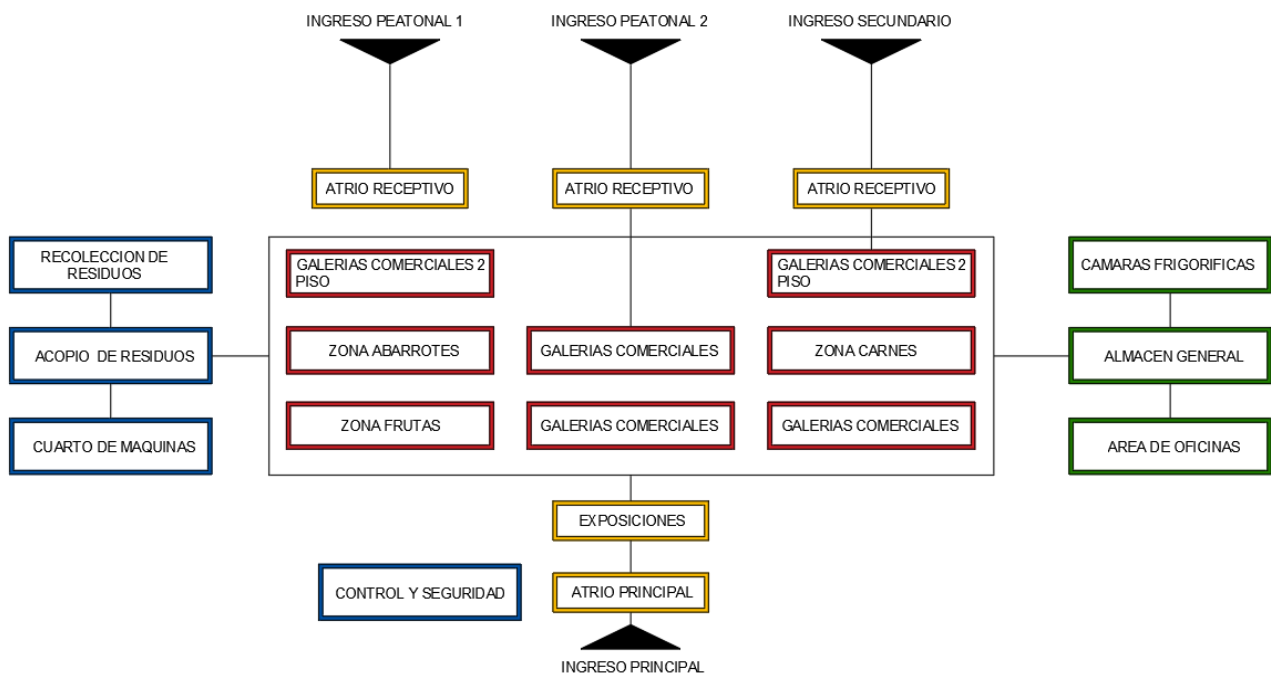 INGRESO PEATONAL 1
INGRESO PEATONAL 2
INGRESO SECUNDARIO
ATRIO RECEPTIVO
ATRIO RECEPTIVO
ATRIO RECEPTIVO
RECOLECCION DE
RESIDUOS
GALERIAS COMERCIALES 2
PISO
GALERIAS COMERCIALES 2
PISO
CAMARAS FRIGORIFICAS
ACOPIO DE RESIDUOS
ZONA ABARROTES
GALERIAS COMERCIALES
ZONA CARNES
ALMACEN GENERAL
CUARTO DE MAQUINAS
ZONA FRUTAS
GALERIAS COMERCIALES
GALERIAS COMERCIALES
AREA DE OFICINAS
EXPOSICIONES
CONTROL Y SEGURIDAD
ATRIO PRINCIPAL
INGRESO PRINCIPAL